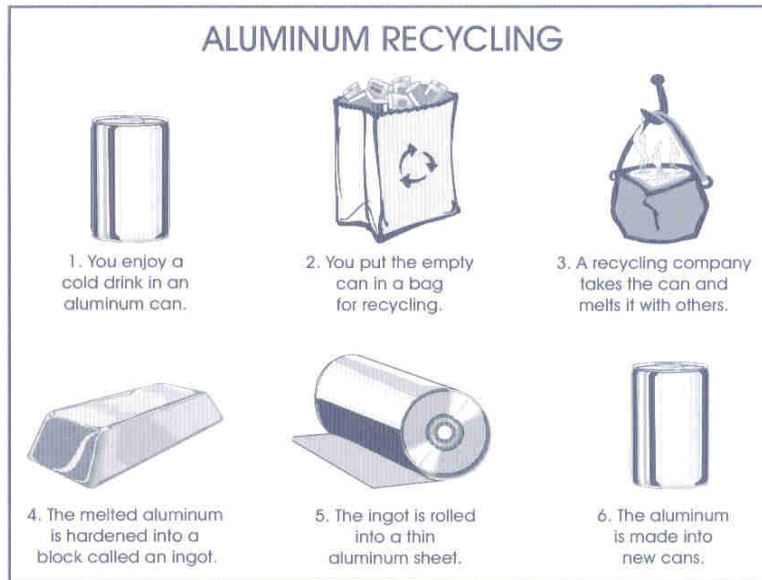 ALUMINUM RECYCLING
1. You enjoy a
cold drink in an
aluminum can.
2. You put the empty
can in a bag
for recycling.
3. A recycling company
takes the can and
melts it with others.
4. The melted aluminum
is hardened into a
block called an ingot.
5. The ingot is rolled
into a thin
aluminum sheet.
6. The aluminum
is made into
new cans.